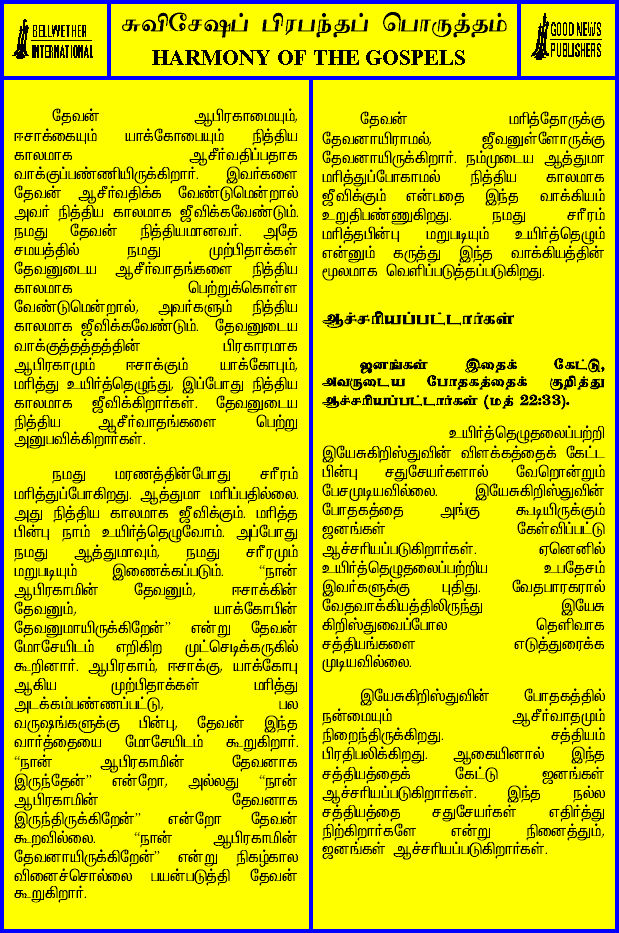 BELLWETHER
INTERNATIONAL
சுவிசேஷப் பிரபந்தப் பொருத்தம்
HARMONY OF THE GOSPELS
GOOD NEWS
PUBLISHERS
தேவன் ஆபிரகாமையும்,
ஈசாக்கையும் யாக்கோபையும் நித்திய
காலமாக ஆசீர்வதிப்பதாக
வாக்குப்பண்ணியிருக்கிறார். இவர்களை
தேவன் ஆசீர்வதிக்க வேண்டுமென்றால்
அவர் நித்திய காலமாக ஜீவிக்கவேண்டும்.
நமது தேவன் நித்தியமானவர். அதே
சமயத்தில் நமது முற்பிதாக்கள்
தேவனுடைய ஆசீர்வாதங்களை நித்திய
காலமாக பெற்றுக்கொள்ள
வேண்டுமென்றால், அவர்களும் நித்திய
காலமாக ஜீவிக்கவேண்டும். தேவனுடைய
வாக்குத்தத்தத்தின் பிரகாரமாக
ஆபிரகாமும் ஈசாக்கும் யாக்கோபும்,
மரித்து உயிர்த்தெழுந்து, இப்போது நித்திய
காலமாக ஜீவிக்கிறார்கள். தேவனுடைய
நித்திய ஆசீர்வாதங்களை பெற்று
அனுபவிக்கிறார்கள்.
நமது மரணத்தின்போது சரீரம்
மரித்துப்போகிறது. ஆத்துமா மரிப்பதில்லை.
அது நித்திய காலமாக ஜீவிக்கும். மரித்த
பின்பு நாம் உயிர்த்தெழுவோம். அப்போது
நமது ஆத்துமாவும், நமது சரீரமும்
மறுபடியும் இணைக்கப்படும். “நான்
ஆபிரகாமின் தேவனும், ஈசாக்கின்
தேவனும், யாக்கோபின்
தேவனுமாயிருக்கிறேன்” என்று தேவன்
மோசேயிடம் எறிகிற முட்செடிக்கருகில்
கூறினார். ஆபிரகாம், ஈசாக்கு, யாக்கோபு
ஆகிய முற்பிதாக்கள் மரித்து
அடக்கம்பண்ணப்பட்டு, பல
வருஷங்களுக்கு பின்பு, தேவன் இந்த
வார்த்தையை மோசேயிடம் கூறுகிறார்.
“நான் ஆபிரகாமின் தேவனாக
இருந்தேன்” என்றோ, அல்லது “நான்
ஆபிரகாமின் தேவனாக
இருந்திருக்கிறேன்” என்றோ தேவன்
கூறவில்லை. “நான் ஆபிரகாமின்
தேவனாயிருக்கிறேன்” என்று நிகழ்கால
வினைச்சொல்லை பயன்படுத்தி தேவன்
கூறுகிறார்.
தேவன் மரித்தோருக்கு
தேவனாயிராமல், ஜீவனுள்ளோருக்கு
தேவனாயிருக்கிறார். நம்முடைய ஆத்துமா
மரித்துப்போகாமல் நித்திய காலமாக
ஜீவிக்கும் என்பதை இந்த வாக்கியம்
உறுதிபண்ணுகிறது. நமது சரீரம்
மரித்தபின்பு மறுபடியும் உயிர்த்தெழும்
என்னும் கருத்து இந்த வாக்கியத்தின்
மூலமாக வெளிப்படுத்தப்படுகிறது.
ஆச்சரியப்பட்டார்கள்
ஜனங்கள் இதைக் கேட்டு,
அவருடைய போதகத்தைக் குறித்து
ஆச்சரியப்பட்டார்கள் (மத் 22:33).
உயிர்த்தெழுதலைப்பற்றி
இயேசுகிறிஸ்துவின் விளக்கத்தைக் கேட்ட
பின்பு சதுசேயர்களால் வேறொன்றும்
பேசமுடியவில்லை. இயேசுகிறிஸ்துவின்
போதகத்தை அங்கு கூடியிருக்கும்
ஜனங்கள் கேள்விப்பட்டு
ஆச்சரியப்படுகிறார்கள். ஏனெனில்
உயிர்த்தெழுதலைப்பற்றிய உபதேசம்
இவர்களுக்கு புதிது. வேதபாரகரால்
வேதவாக்கியத்திலிருந்து இயேசு
கிறிஸ்துவைப்போல தெளிவாக
சத்தியங்களை எடுத்துரைக்க
முடியவில்லை.
இயேசுகிறிஸ்துவின் போதகத்தில்
நன்மையும் ஆசீர்வாதமும்
நிறைந்திருக்கிறது. சத்தியம்
பிரதிபலிக்கிறது. ஆகையினால் இந்த
சத்தியத்தைக் கேட்டு ஜனங்கள்
ஆச்சரியப்படுகிறார்கள். இந்த நல்ல
சத்தியத்தை சதுசேயர்கள் எதிர்த்து
நிற்கிறார்களே என்று நினைத்தும்,
ஜனங்கள் ஆச்சரியப்படுகிறார்கள்.